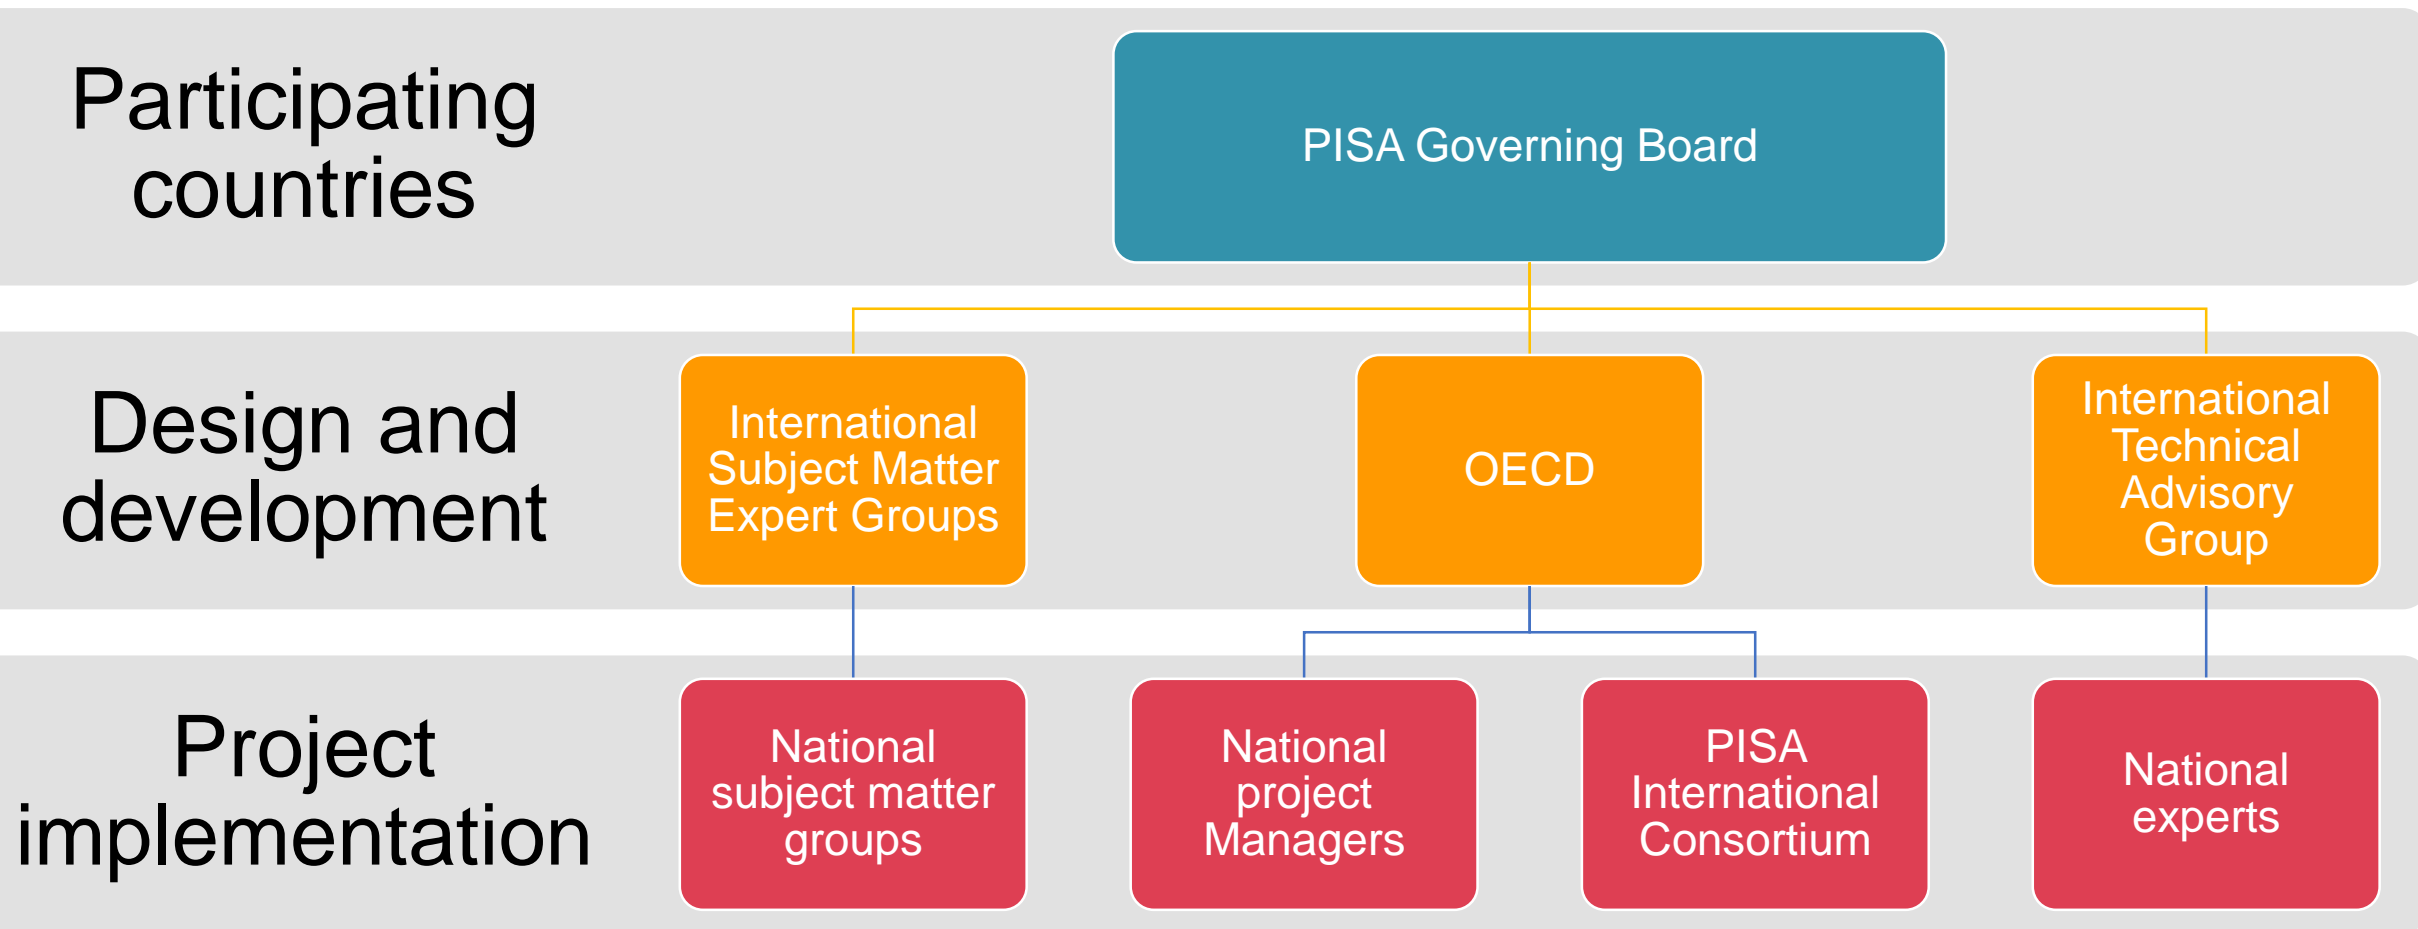 Participating
countries
PISA Governing Board
Design and
development
International
Subject Matter
Expert Groups
OECD
International
Technical
Advisory
Group
Project
implementation
National
subject matter
groups
National
project
Managers
PISA
International
Consortium
National
experts